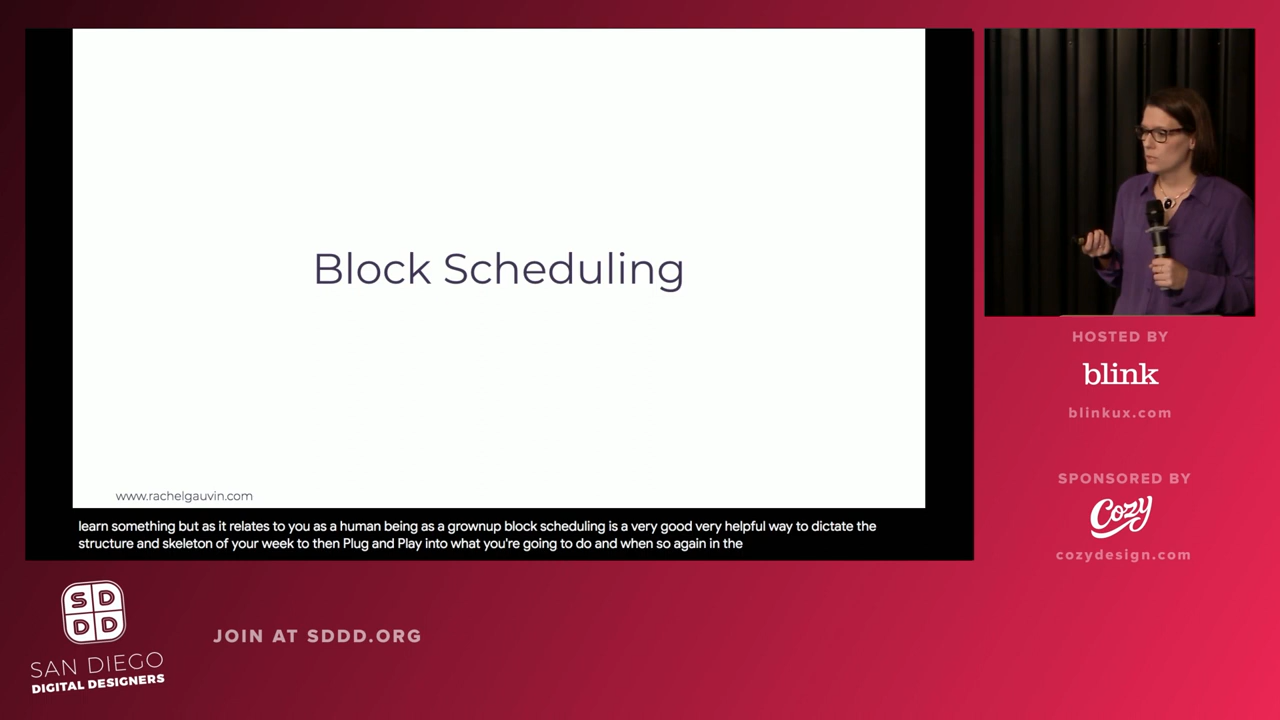 Block Scheduling
www.rachelgauvin.com
learn something but as it relates to you as a human being as a grownup block scheduling is a very good very helpful way to dictate the
structure and skeleton of your week to then Plug and Play into what you're going to do and when so again in the
HOSTED BY
blink
blinkux.com
SPONSORED BY
Cozy
cozydesign.com
SD
DD
SAN DIEGO
DIGITAL DESIGNERS
JOIN AT SDDD.ORG